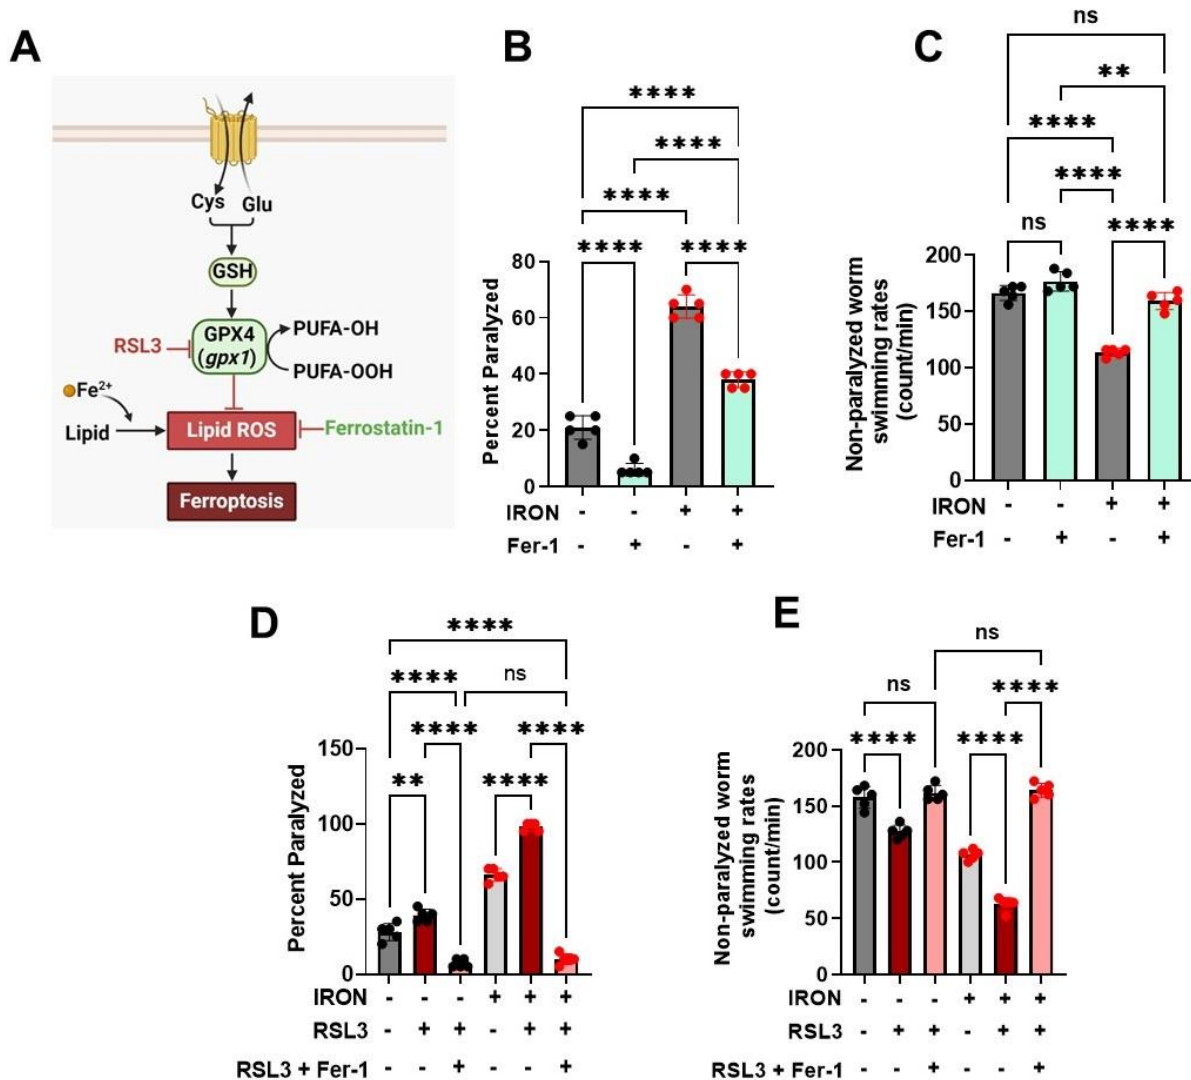 A
Cys Glu
GSH
GPX4
(gpx1)
RSL3
PUFA-OH
PUFA-OOH
Fe2+
Lipid
Lipid ROS
Ferrostatin-1
Ferroptosis
B
****
****
****
**** ****
Percent Paralyzed
80
60
40
20
0
IRON - - + +
Fer-1 - + - +
C
ns
**
****
****
ns ****
Non-paralyzed worm
swimming rates
(count/min)
200
150
100
50
0
IRON - - + +
Fer-1 - + - +
D
****
**** ns
**** ****
** ****
Percent Paralyzed
150
100
50
0
IRON - - - + + +
RSL3 - + + - + +
RSL3 + Fer-1 - - + - - +
E
ns
ns ****
**** ****
Non-paralyzed worm
swimming rates
(count/min)
200
150
100
50
0
IRON - - - + + +
RSL3 - + + - + +
RSL3 + Fer-1 - - + - - +